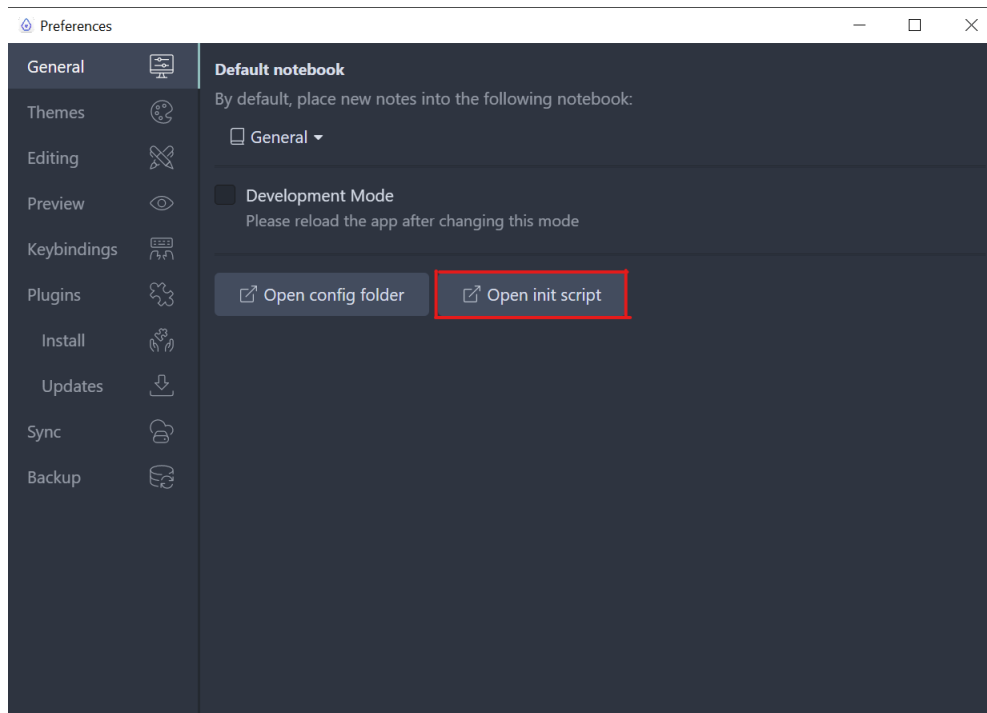 Preferences
General
Themes
Editing
Preview
Keybindings
Plugins
Install
Updates
Sync
Backup
Default notebook
By default, place new notes into the following notebook:
General
Development Mode
Please reload the app after changing this mode
Open config folder
Open init script